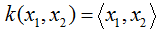 k(x₁, x₂) = ⟨x₁, x₂⟩